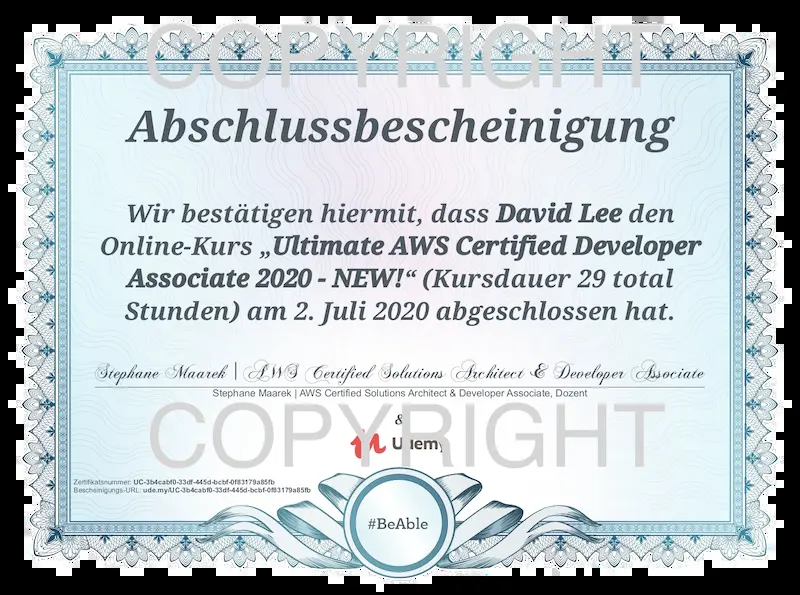 COPYRIGHT
Abschlussbescheinigung
Wir bestätigen hiermit, dass David Lee den
Online-Kurs „Ultimate AWS Certified Developer
Associate 2020 - NEW!“ (Kursdauer 29 total
Stunden) am 2. Juli 2020 abgeschlossen hat.
Stephane Maarek | AWS Certified Solutions Architect & Developer Associate
Stephane Maarek | AWS Certified Solutions Architect & Developer Associate, Dozent
&
COPYRIGHT
Udemy
Zertifikatsnummer: UC-3b4cabf0-33df-445d-bcbf-0f83179a85fb
Bescheinigungs-URL: ude.my/UC-3b4cabf0-33df-445d-bcbf-0f83179a85fb
#BeAble